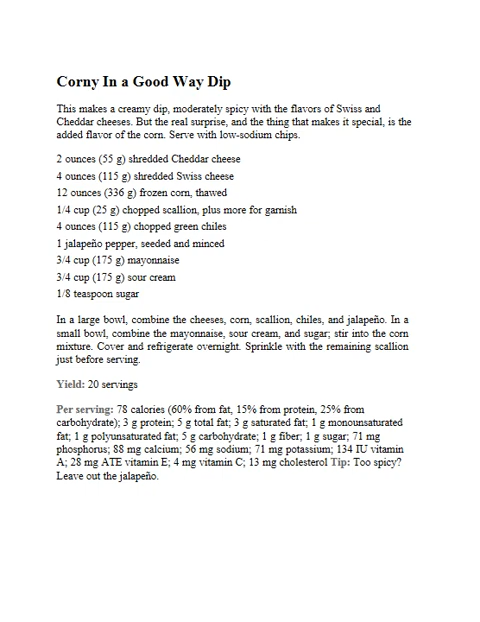 Corny In a Good Way Dip
This makes a creamy dip, moderately spicy with the flavors of Swiss and
Cheddar cheeses. But the real surprise, and the thing that makes it special, is the
added flavor of the corn. Serve with low-sodium chips.
2 ounces (55 g) shredded Cheddar cheese
4 ounces (115 g) shredded Swiss cheese
12 ounces (336 g) frozen corn, thawed
1/4 cup (25 g) chopped scallion, plus more for garnish
4 ounces (115 g) chopped green chiles
1 jalapeño pepper, seeded and minced
3/4 cup (175 g) mayonnaise
3/4 cup (175 g) sour cream
1/8 teaspoon sugar
In a large bowl, combine the cheeses, corn, scallion, chiles, and jalapeño. In a
small bowl, combine the mayonnaise, sour cream, and sugar; stir into the corn
mixture. Cover and refrigerate overnight. Sprinkle with the remaining scallion
just before serving.
Yield: 20 servings
Per serving: 78 calories (60% from fat, 15% from protein, 25% from
carbohydrate); 3 g protein; 5 g total fat; 3 g saturated fat; 1 g monounsaturated
fat; 1 g polyunsaturated fat; 5 g carbohydrate; 1 g fiber; 1 g sugar; 71 mg
phosphorus; 88 mg calcium; 56 mg sodium; 71 mg potassium; 134 IU vitamin
A; 28 mg ATE vitamin E; 4 mg vitamin C; 13 mg cholesterol Tip: Too spicy?
Leave out the jalapeño.